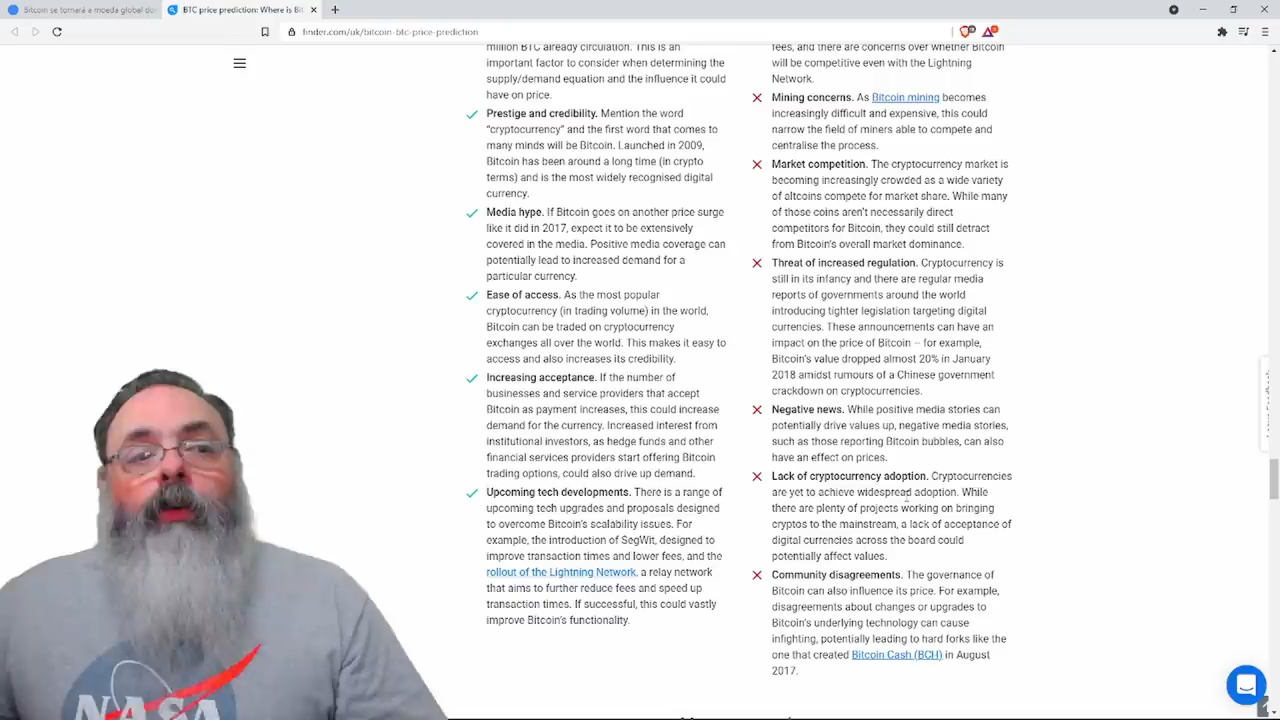 Bitcoin se tornará a moeda global do
BTC price prediction: Where is Bi
finder.com/uk/bitcoin-btc-price-prediction
million BTC already circulation. This is an
important factor to consider when determining the
supply/demand equation and the influence it could
have on price.
Prestige and credibility. Mention the word
“cryptocurrency” and the first word that comes to
many minds will be Bitcoin. Launched in 2009,
Bitcoin has been around a long time (in crypto
terms) and is the most widely recognised digital
currency.
Media hype. If Bitcoin goes on another price surge
like it did in 2017, expect it to be extensively
covered in the media. Positive media coverage can
potentially lead to increased demand for a
particular currency.
Ease of access. As the most popular
cryptocurrency (in trading volume) in the world,
Bitcoin can be traded on cryptocurrency
exchanges all over the world. This makes it easy to
access and also increases its credibility.
Increasing acceptance. If the number of
businesses and service providers that accept
Bitcoin as payment increases, this could increase
demand for the currency. Increased interest from
institutional investors, as hedge funds and other
financial services providers start offering Bitcoin
trading options, could also drive up demand.
Upcoming tech developments. There is a range of
upcoming tech upgrades and proposals designed
to overcome Bitcoin's scalability issues. For
example, the introduction of SegWit, designed to
improve transaction times and lower fees, and the
rollout of the Lightning Network, a relay network
that aims to further reduce fees and speed up
transaction times. If successful, this could vastly
improve Bitcoin's functionality.
fees, and there are concerns over whether Bitcoin
will be competitive even with the Lightning
Network.
Mining concerns. As Bitcoin mining becomes
increasingly difficult and expensive, this could
narrow the field of miners able to compete and
centralise the process.
Market competition. The cryptocurrency market is
becoming increasingly crowded as a wide variety
of altcoins compete for market share. While many
of those coins aren't necessarily direct
competitors for Bitcoin, they could still detract
from Bitcoin's overall market dominance.
Threat of increased regulation. Cryptocurrency is
still in its infancy and there are regular media
reports of governments around the world
introducing tighter legislation targeting digital
currencies. These announcements can have an
impact on the price of Bitcoin – for example,
Bitcoin's value dropped almost 20% in January
2018 amidst rumours of a Chinese government
crackdown on cryptocurrencies.
Negative news. While positive media stories can
potentially drive values up, negative media stories,
such as those reporting Bitcoin bubbles, can also
have an effect on prices.
Lack of cryptocurrency adoption. Cryptocurrencies
are yet to achieve widespread adoption. While
there are plenty of projects working on bringing
cryptos to the mainstream, a lack of acceptance of
digital currencies across the board could
potentially affect values.
Community disagreements. The governance of
Bitcoin can also influence its price. For example,
disagreements about changes or upgrades to
Bitcoin's underlying technology can cause
infighting, potentially leading to hard forks like the
one that created Bitcoin Cash (BCH) in August
2017.
NASA